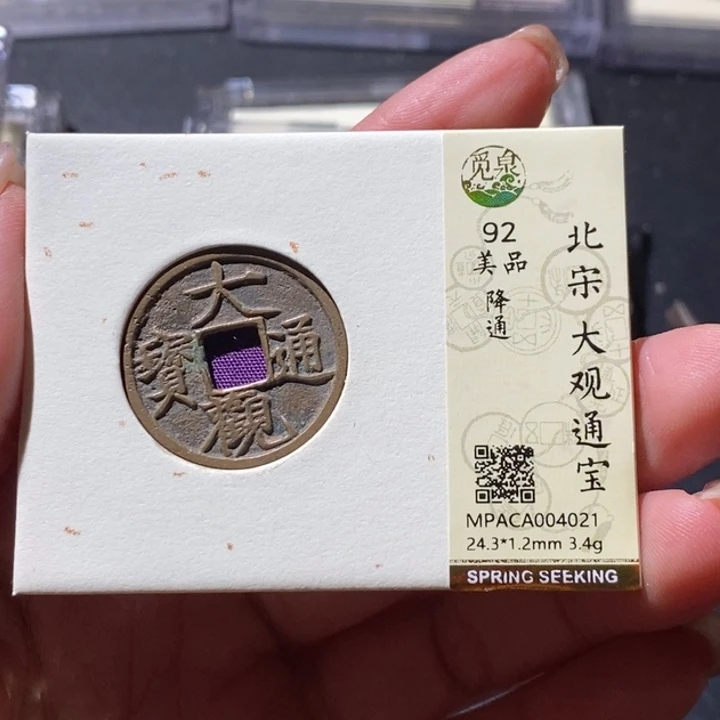 大
寶 通
觀
觅泉
92
美品
降通
北宋 大观通宝
MPACA004021
24.3*1.2mm 3.4g
SPRING SEEKING